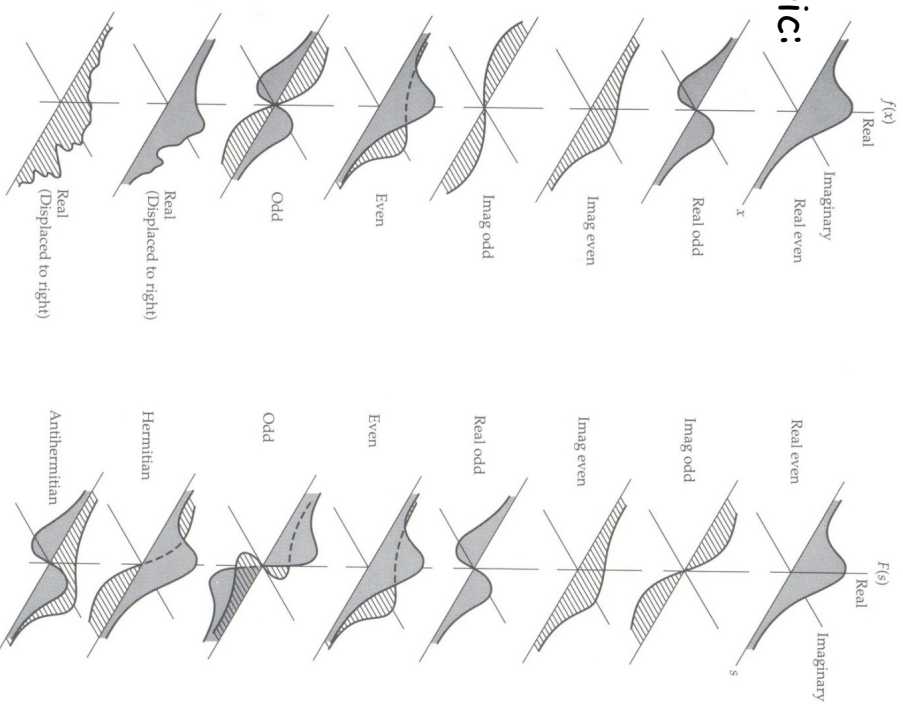 ic:
f(x)
Real
Imaginary
Real even
x
Real odd
Imag even
Imag odd
Even
Odd
Real
(Displaced to right)
Real
(Displaced to right)
F(s)
Real
Imaginary
Real even
s
Imag odd
Imag even
Real odd
Even
Odd
Hermitian
Antihermitian